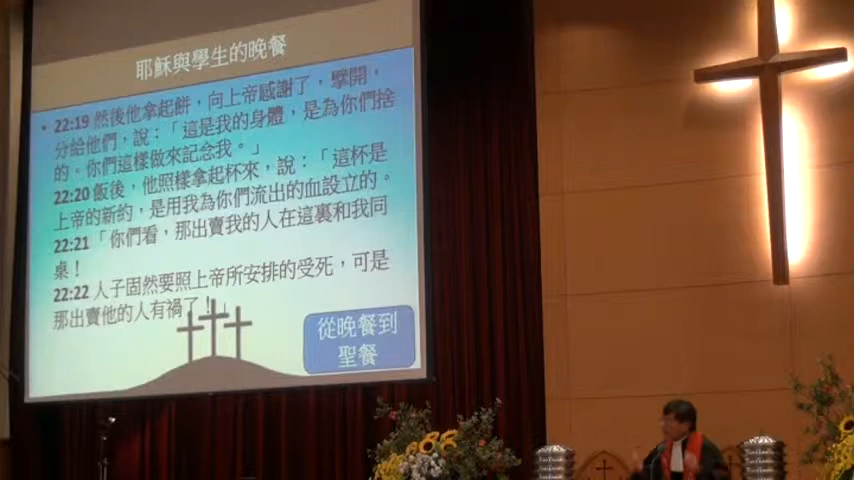 耶穌與學生的晚餐
• 22:19 然後他拿起餅，向上帝感謝了，擘開，
分給他們，說：「這是我的身體，是為你們捨
的。你們這樣做來記念我。」
22:20 飯後，他照樣拿起杯來，說：「這杯是
上帝的新約，是用我為你們流出的血設立的。
22:21 「你們看，那出賣我的人在這裏和我同
桌！
22:22 人子固然要照上帝所安排的受死，可是
那出賣他的人有禍了！」
從晚餐到
聖餐